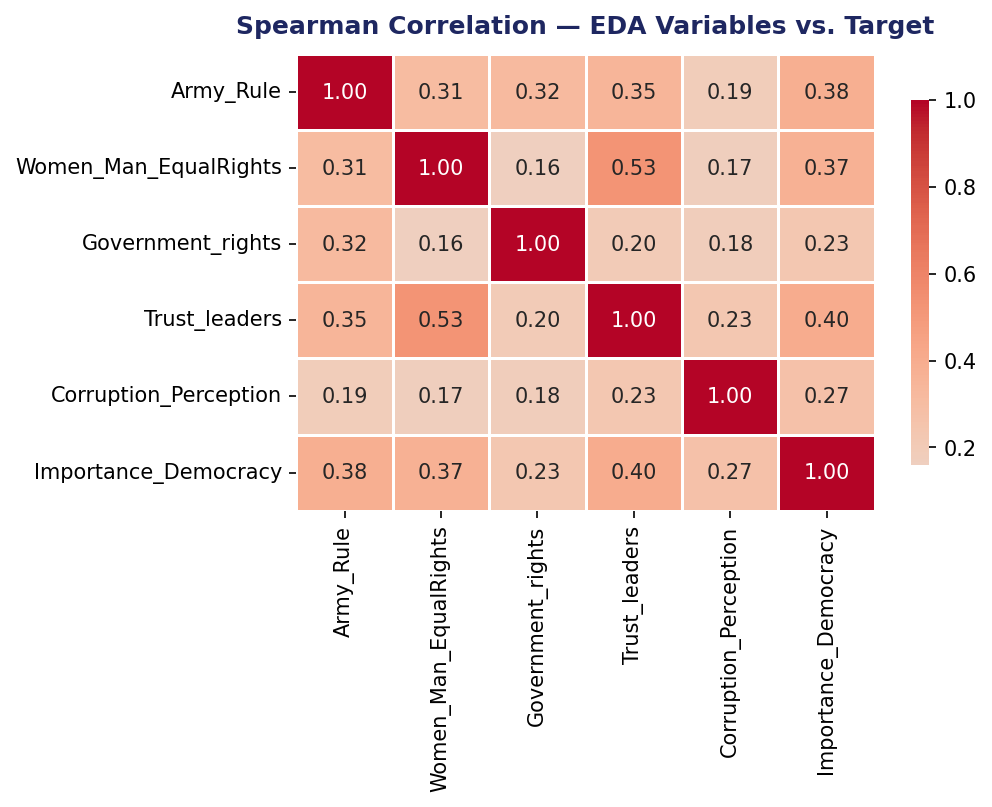 Spearman Correlation — EDA Variables vs. Target
Army_Rule 1.00 0.31 0.32 0.35 0.19 0.38
Women_Man_EqualRights 0.31 1.00 0.16 0.53 0.17 0.37
Government_rights 0.32 0.16 1.00 0.20 0.18 0.23
Trust_leaders 0.35 0.53 0.20 1.00 0.23 0.40
Corruption_Perception 0.19 0.17 0.18 0.23 1.00 0.27
Importance_Democracy 0.38 0.37 0.23 0.40 0.27 1.00
Army_Rule
Women_Man_EqualRights
Government_rights
Trust_leaders
Corruption_Perception
Importance_Democracy
1.0
0.8
0.6
0.4
0.2